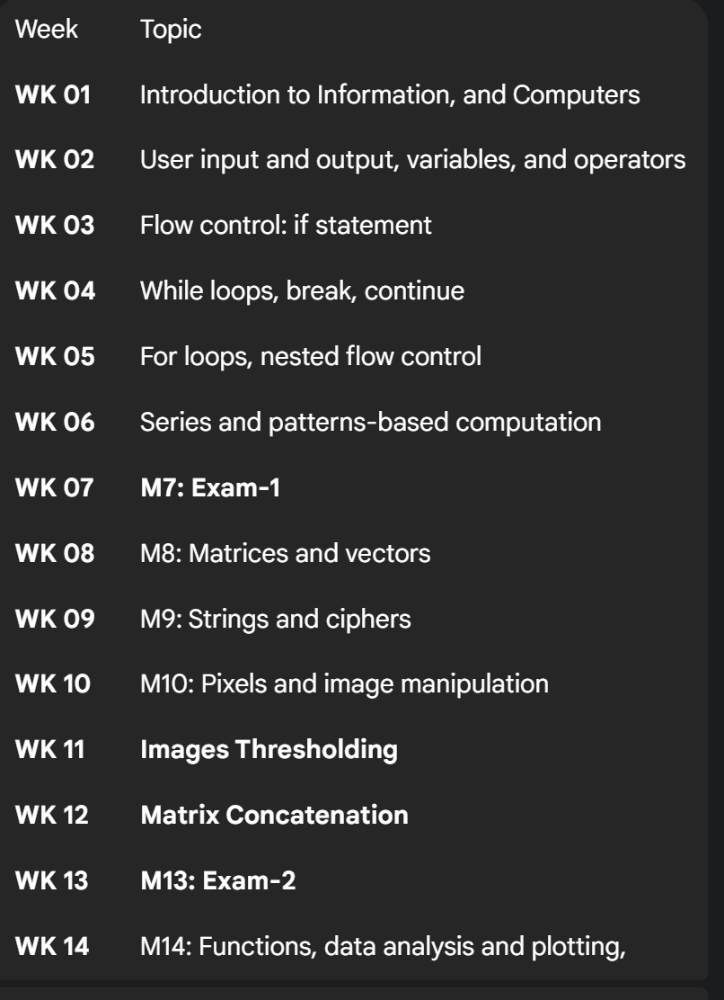 Week Topic
WK 01 Introduction to Information, and Computers
WK 02 User input and output, variables, and operators
WK 03 Flow control: if statement
WK 04 While loops, break, continue
WK 05 For loops, nested flow control
WK 06 Series and patterns-based computation
WK 07 M7: Exam-1
WK 08 M8: Matrices and vectors
WK 09 M9: Strings and ciphers
WK 10 M10: Pixels and image manipulation
WK 11 Images Thresholding
WK 12 Matrix Concatenation
WK 13 M13: Exam-2
WK 14 M14: Functions, data analysis and plotting,